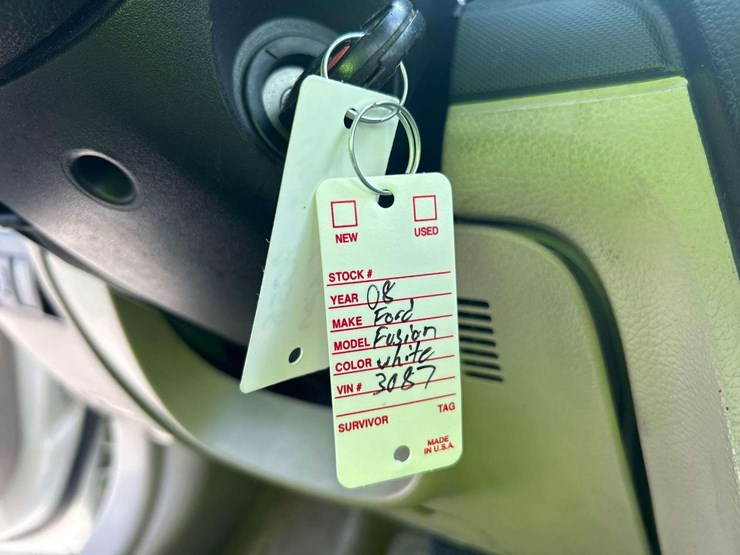 NEW USED
STOCK #
YEAR 08
MAKE Ford
MODEL Fusion
COLOR white
VIN # 3087
TAG
SURVIVOR
MADE
IN U.S.A.